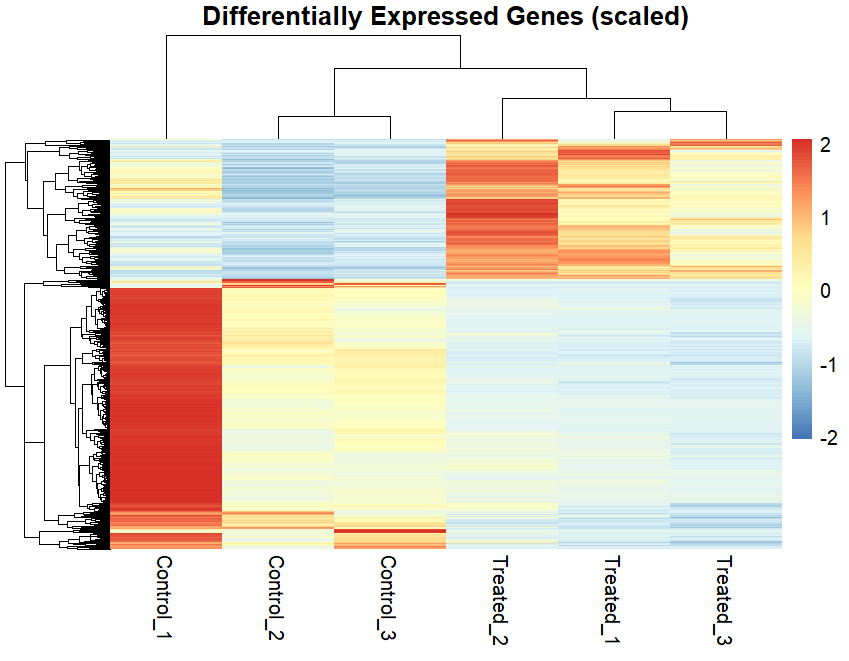 Differentially Expressed Genes (scaled)
2
1
0
-1
-2
Control_1
Control_2
Control_3
Treated_2
Treated_1
Treated_3